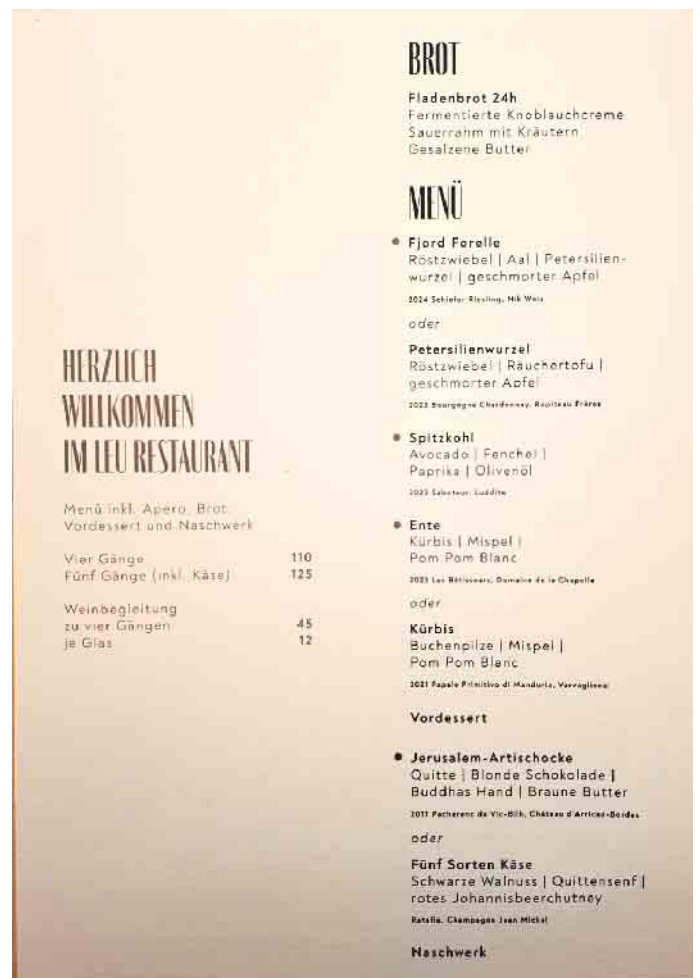 HERZLICH
WILLKOMMEN
IM LEU RESTAURANT
Menü inkl. Apéro, Brot
Vordessert und Naschwerk
Vier Gänge 110
Fünf Gänge (inkl. Käse) 125
Weinbegleitung
zu vier Gängen 45
je Glas 12
BROT
Fladenbrot 24h
Fermentierte Knoblauchcreme
Sauerrahm mit Kräutern
Gesalzene Butter
MENÜ
Fjord Forelle
Röstzwiebel | Aal | Petersilien-
wurzel | geschmorter Apfel
2024 Schiefer Riesling, Nik Weis
oder
Petersilienwurzel
Röstzwiebel | Räuchertofu |
geschmorter Apfel
2023 Bourgogne Chardonnay, Ropiteau Frères
Spitzkohl
Avocado | Fenchel |
Paprika | Olivenöl
2023 Saboteur, Luddite
Ente
Kürbis | Mispel |
Pom Pom Blanc
2023 Les Bâtisseurs, Domaine de la Chapelle
oder
Kürbis
Buchenpilze | Mispel |
Pom Pom Blanc
2021 Papale Primitivo di Manduria, Varvaglione
Vordessert
Jerusalem-Artischocke
Quitte | Blonde Schokolade |
Buddhas Hand | Braune Butter
2017 Pacherenc de Vic-Bilh, Château d'Arricau-Bordes
oder
Fünf Sorten Käse
Schwarze Walnuss | Quittensenf |
rotes Johannisbeerchutney
Ratafia, Champagne Jean Michel
Naschwerk